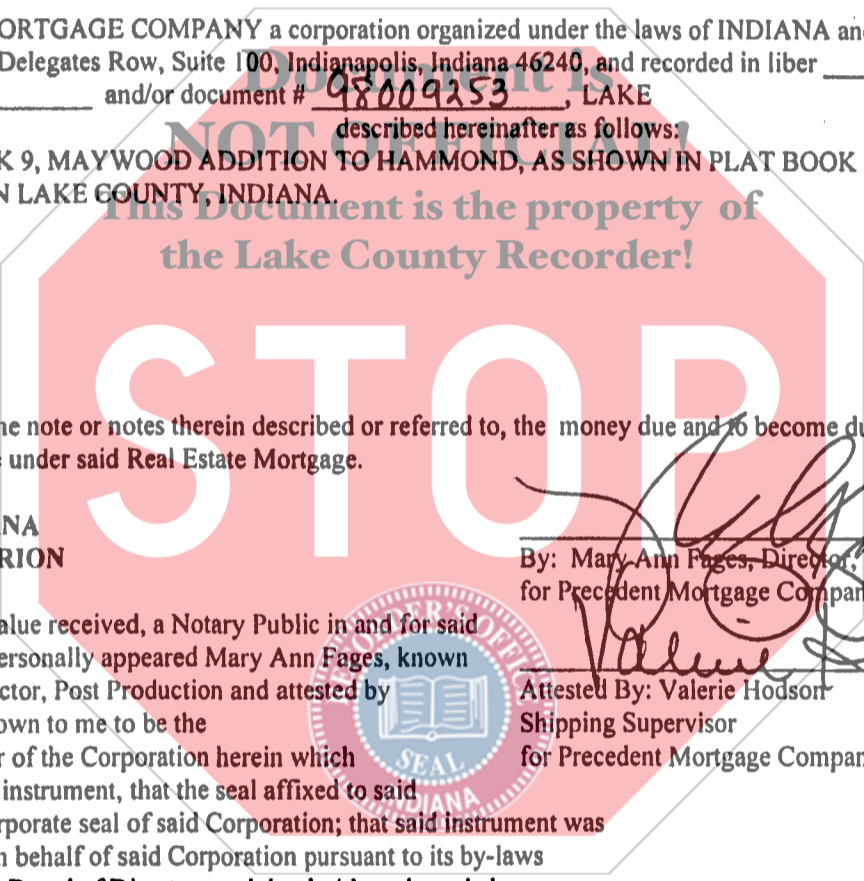 ORTGAGE COMPANY a corporation organized under the laws of INDIANA and
Delegates Row, Suite 100, Indianapolis, Indiana 46240, and recorded in liber
and/or document # 98009253, LAKE
described hereinafter as follows:
K 9, MAYWOOD ADDITION TO HAMMOND, AS SHOWN IN PLAT BOOK
N LAKE COUNTY, INDIANA.
Document is
NOT OFFICIAL!
This Document is the property of
the Lake County Recorder!
STOP
he note or notes therein described or referred to, the money due and to become du
under said Real Estate Mortgage.
NA
RION
By: Mary Ann Fages, Director,
for Precedent Mortgage Compan
alue received, a Notary Public in and for said
ersonally appeared Mary Ann Fages, known
ctor, Post Production and attested by
own to me to be the
r of the Corporation herein which
instrument, that the seal affixed to said
rporate seal of said Corporation; that said instrument was
n behalf of said Corporation pursuant to its by-laws
Valerie
Attested By: Valerie Hodson
Shipping Supervisor
for Precedent Mortgage Compan
RECORDER'S OFFICE
SEAL
INDIANA